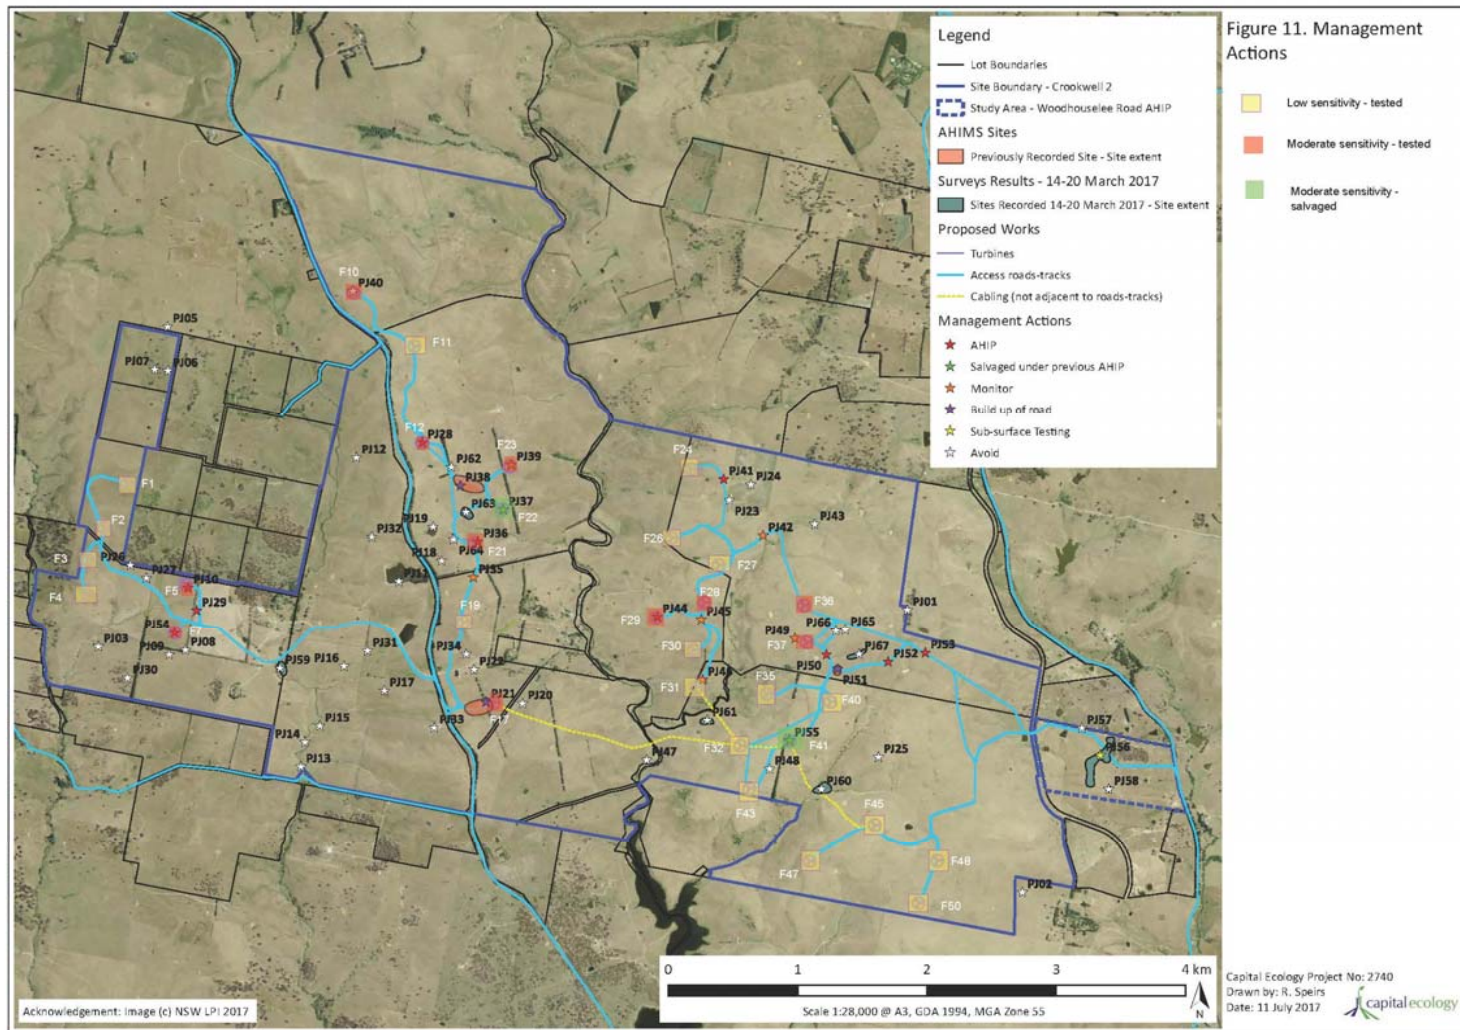 Figure 11. Management
Actions
Low sensitivity - tested
Moderate sensitivity - tested
Moderate sensitivity -
salvaged
Legend
Lot Boundaries
Site Boundary - Crookwell 2
Study Area - Woodhouselee Road AHIP
AHIMS Sites
Previously Recorded Site - Site extent
Surveys Results - 14-20 March 2017
Sites Recorded 14-20 March 2017 - Site extent
Proposed Works
Turbines
Access roads-tracks
Cabling (not adjacent to roads-tracks)
Management Actions
AHIP
Salvaged under previous AHIP
Monitor
Build up of road
Sub-surface Testing
Avoid
F10
PJ40
PJ05
F11
PJ07
PJ06
F12
PJ28
PJ12
PJ62
F23
PJ39
PJ38
F24
PJ41
PJ24
F1
PJ23
PJ37
PJ63
F22
F2
PJ19
PJ32
PJ36
PJ64
F21
F26
PJ42
PJ43
F3
PJ26
PJ18
F27
PJ27
PJ11
PJ35
F4
F5
PJ10
F28
F36
PJ01
PJ29
F19
F29
PJ44
PJ45
PJ54
PJ66
PJ65
PJ03
PJ09
PJ08
PJ31
PJ34
F30
PJ49
F37
PJ67
PJ52
PJ53
PJ59
PJ16
PJ22
PJ50
PJ30
PJ17
PJ46
F31
F35
PJ51
PJ21
PJ20
F17
F40
PJ15
PJ33
PJ61
PJ57
PJ14
F32
PJ55
F41
PJ56
PJ13
PJ47
PJ48
PJ25
PJ60
PJ58
F43
F45
F47
F48
PJ02
F50
0 1 2 3 4 km
Scale 1:28,000 @ A3, GDA 1994, MGA Zone 55
N
Acknowledgement: Image (c) NSW LPI 2017
Capital Ecology Project No: 2740
Drawn by: R. Speirs
Date: 11 July 2017
capitalecology